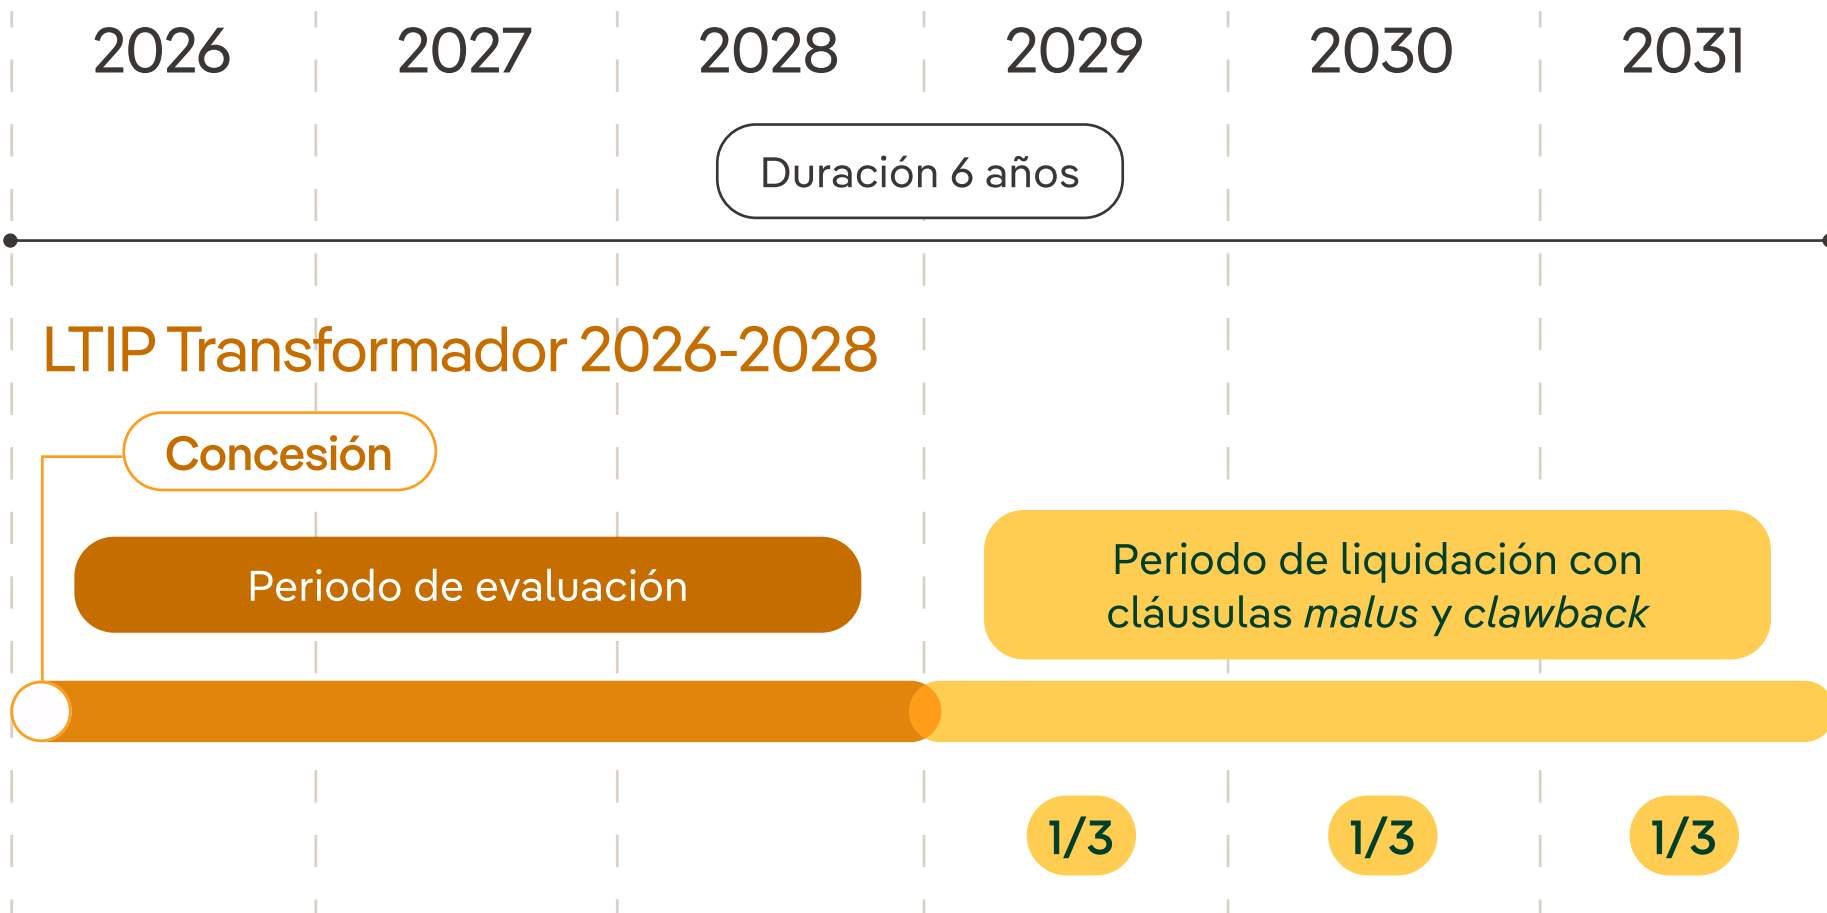 2026 2027 2028 2029 2030 2031
Duración 6 años
LTIP Transformador 2026-2028
Concesión
Periodo de evaluación
Periodo de liquidación con
cláusulas malus y clawback
1/3 1/3 1/3